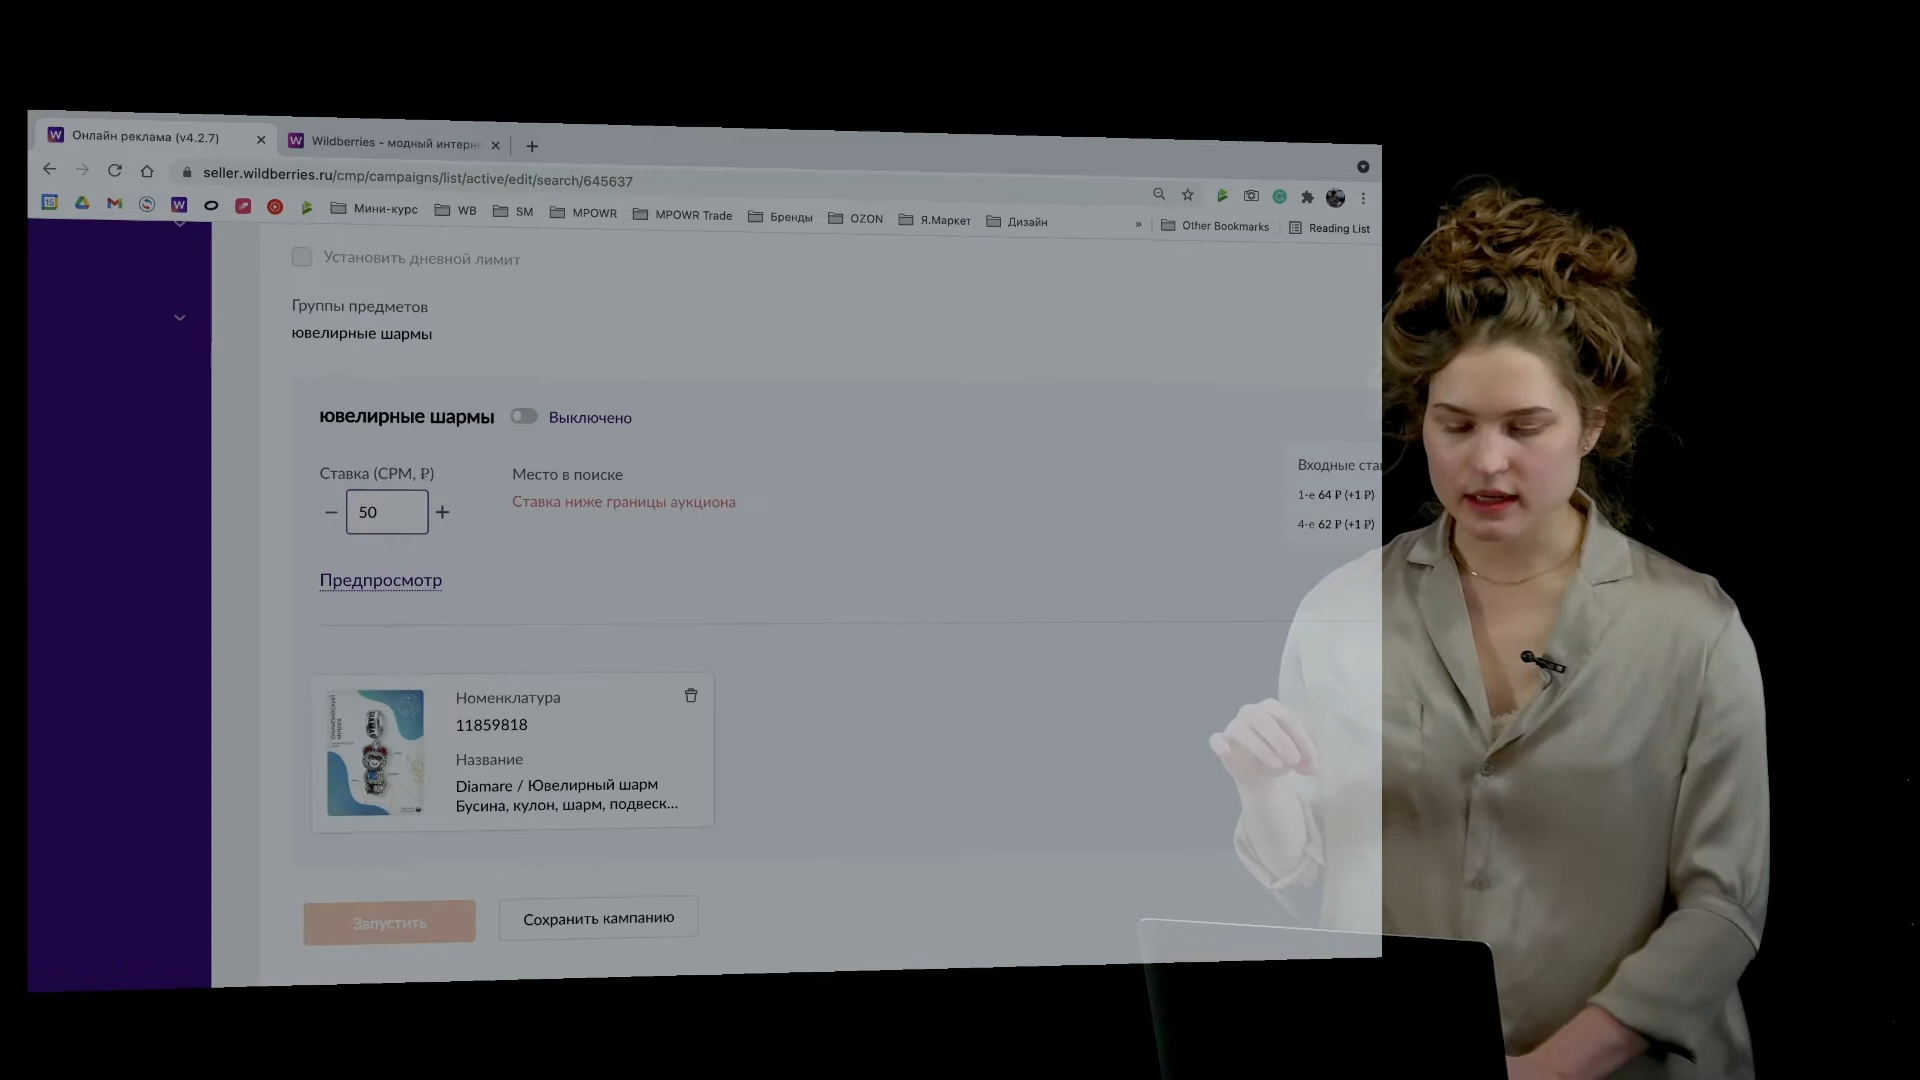 Онлайн реклама (v4.2.7)
Wildberries - модный интерн
seller.wildberries.ru/cmp/campaigns/list/active/edit/search/645637
Мини-курс
WB
SM
MPOWR
MPOWR Trade
Бренды
OZON
Я.Маркет
Дизайн
»
Other Bookmarks
Reading List
Установить дневной лимит
Группы предметов
ювелирные шармы
ювелирные шармы
Выключено
Ставка (CPM, ₽)
Место в поиске
Входные ста
− 50 +
Ставка ниже границы аукциона
1-е 64 ₽ (+1 ₽)
4-е 62 ₽ (+1 ₽)
Предпросмотр
Номенклатура
11859818
Название
Diamare / Ювелирный шарм
Бусина, кулон, шарм, подвеск...
Запустить
Сохранить кампанию